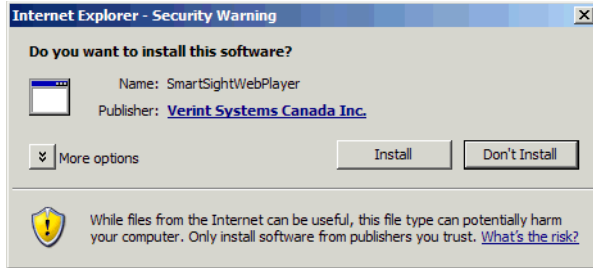 Internet Explorer - Security Warning
Do you want to install this software?
Name: SmartSightWebPlayer
Publisher: Verint Systems Canada Inc.
More options
Install
Don't Install
While files from the Internet can be useful, this file type can potentially harm
your computer. Only install software from publishers you trust. What's the risk?